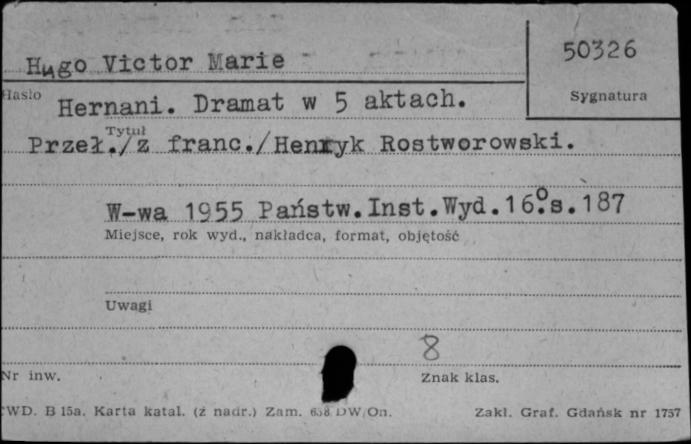 Hugo Victor Marie
50326
Hasło
Sygnatura
Hernani. Dramat w 5 aktach.
Tytuł
Przeł./z franc./Henryk Rostworowski.
W-wa 1955 Państw.Inst.Wyd.16°.s.187
Miejsce, rok wyd., nakładca, format, objętość
Uwagi
8
Nr inw.
Znak klas.
WD. B 15a. Karta katal. (z nadr.) Zam. DW/On.
Zakł. Graf. Gdańsk nr 1757